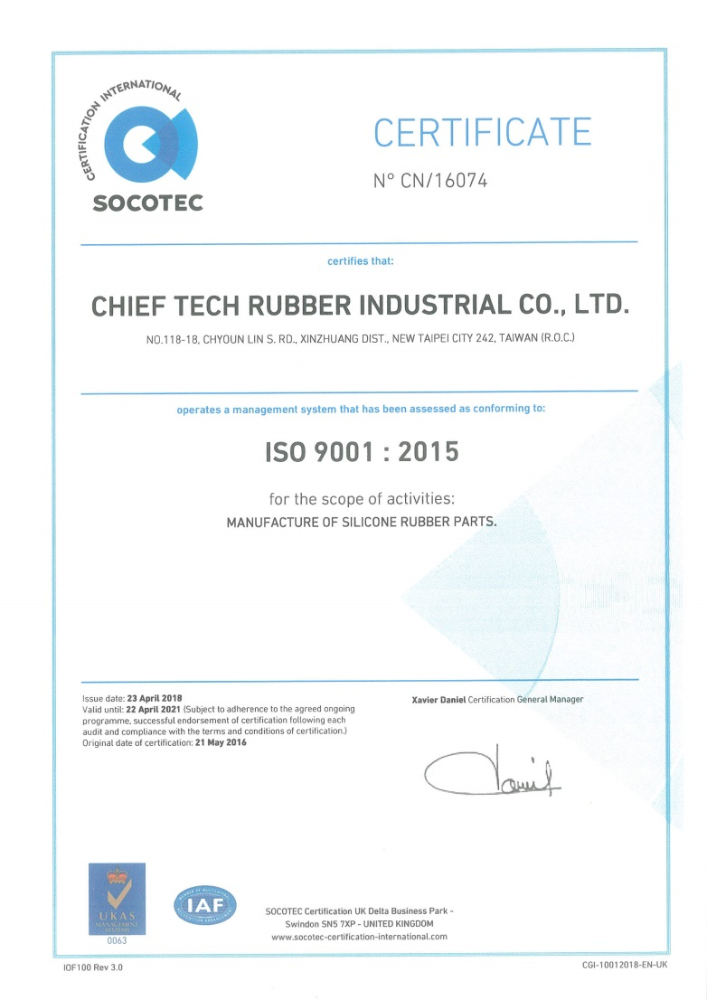 CERTIFICATION INTERNATIONAL
SOCOTEC
CERTIFICATE
N° CN/16074
certifies that:
CHIEF TECH RUBBER INDUSTRIAL CO., LTD.
NO.118-18, CHYOUN LIN S. RD., XINZHUANG DIST., NEW TAIPEI CITY 242, TAIWAN (R.O.C.)
operates a management system that has been assessed as conforming to:
ISO 9001 : 2015
for the scope of activities:
MANUFACTURE OF SILICONE RUBBER PARTS.
Issue date: 23 April 2018
Valid until: 22 April 2021 (Subject to adherence to the agreed ongoing
programme, successful endorsement of certification following each
audit and compliance with the terms and conditions of certification.)
Original date of certification: 21 May 2016
Xavier Daniel Certification General Manager
UKAS
MANAGEMENT
SYSTEMS
0063
MEMBER OF MULTILATERAL
RECOGNITION ARRANGEMENT
IAF
SOCOTEC Certification UK Delta Business Park -
Swindon SN5 7XP - UNITED KINGDOM
www.socotec-certification-international.com
IOF100 Rev 3.0
CGI-10012018-EN-UK